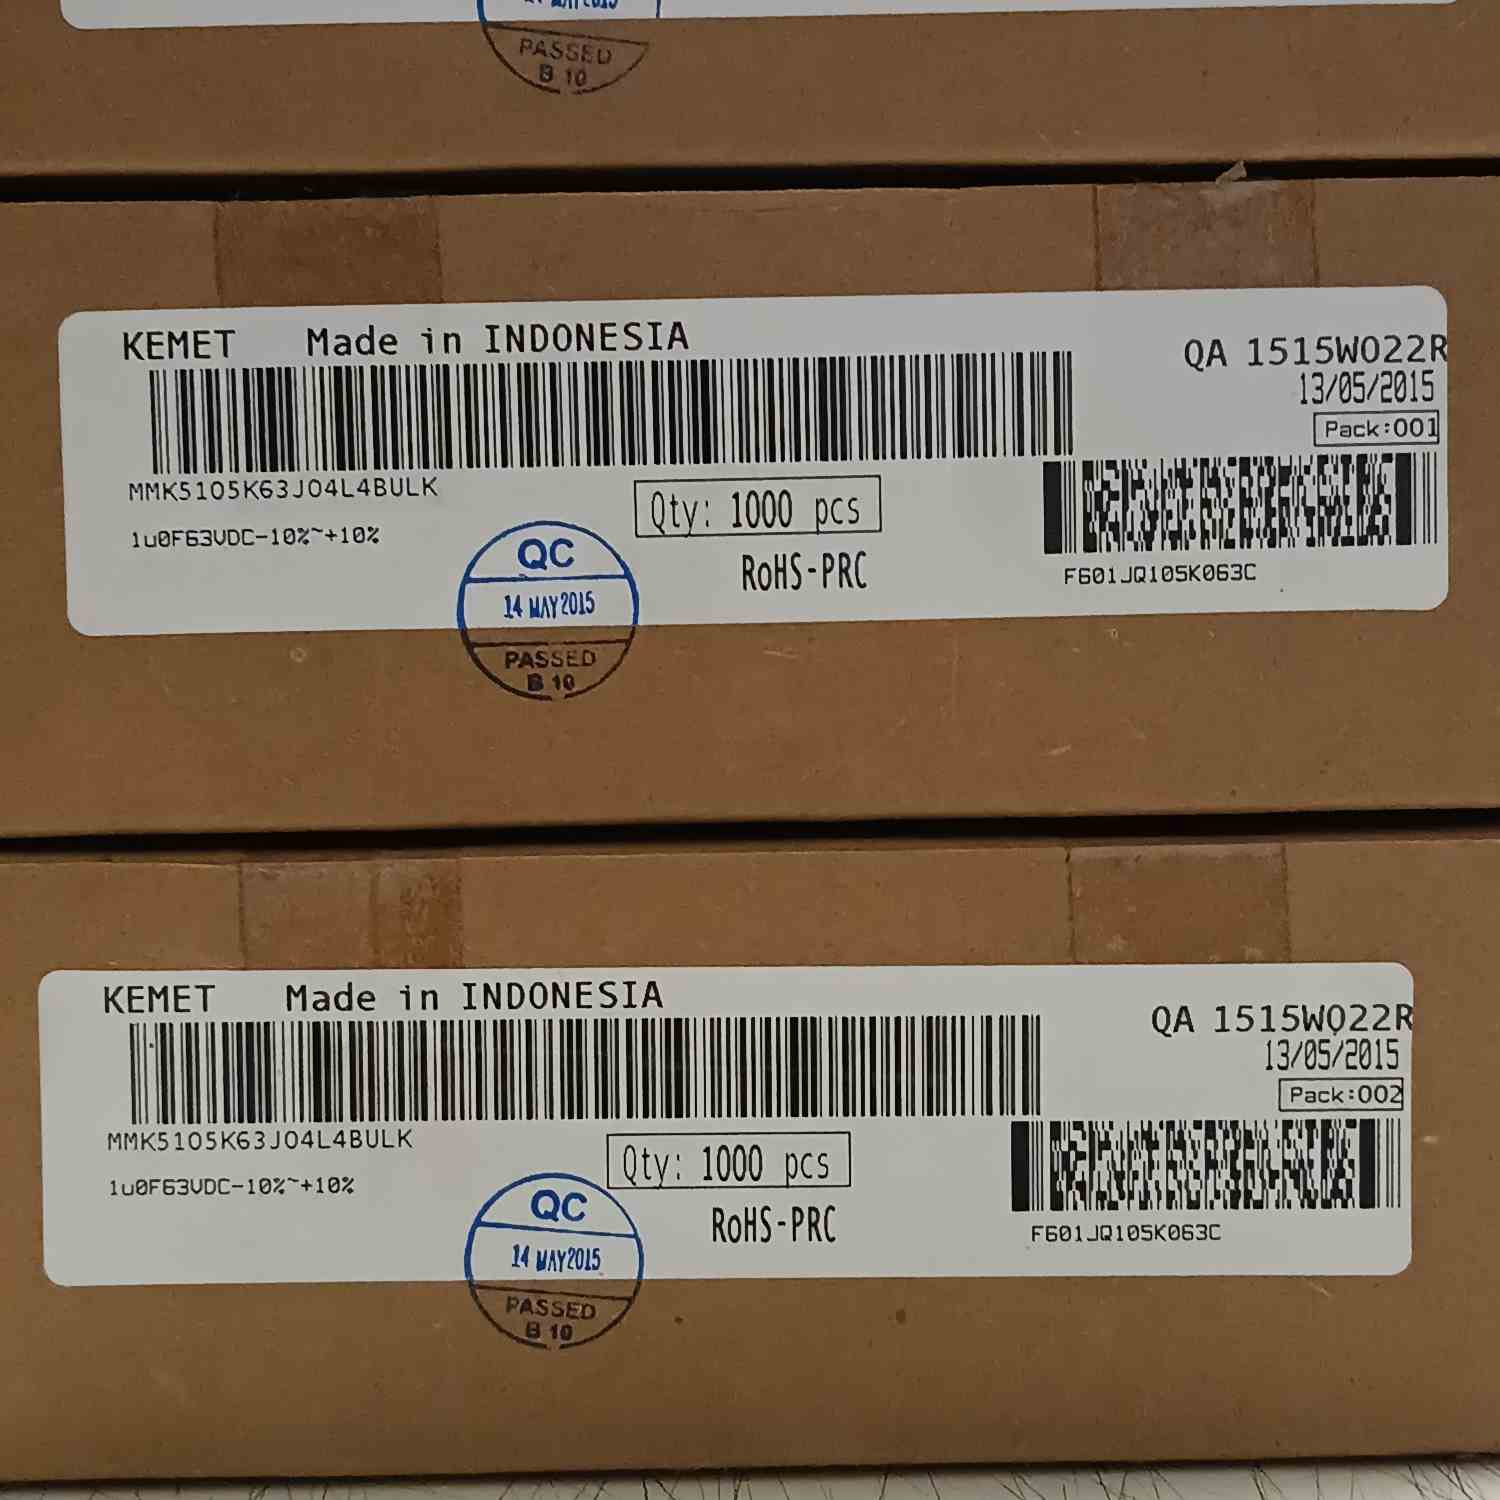 PASSED
B 10
KEMET Made in INDONESIA
QA 1515W022R
13/05/2015
Pack:001
MMK5105K63J04L4BULK
Qty: 1000 pcs
1u0F63VDC-10%~+10%
RoHS-PRC
F601JQ105K063C
QC
14 MAY 2015
PASSED
B 10
KEMET Made in INDONESIA
QA 1515W022R
13/05/2015
Pack:002
MMK5105K63J04L4BULK
Qty: 1000 pcs
1u0F63VDC-10%~+10%
RoHS-PRC
F601JQ105K063C
QC
14 MAY 2015
PASSED
B 10